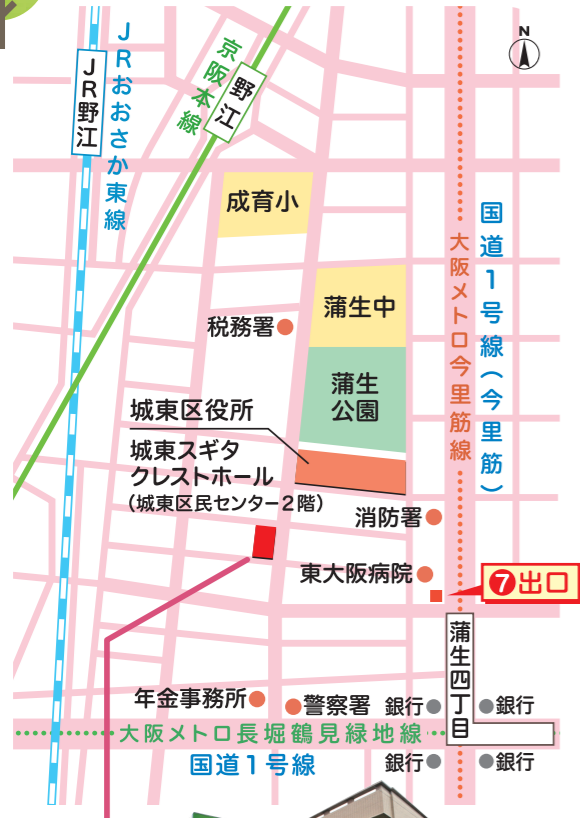 N
JRおおさか東線
JR野江
京阪本線
野江
成育小
国道1号線(今里筋)
大阪メトロ今里筋線
蒲生中
税務署
蒲生
公園
城東区役所
城東スギタ
クレストホール
(城東区民センター2階)
消防署
東大阪病院
❼出口
蒲生四丁目
年金事務所
警察署
銀行
銀行
大阪メトロ長堀鶴見緑地線
国道1号線
銀行
銀行